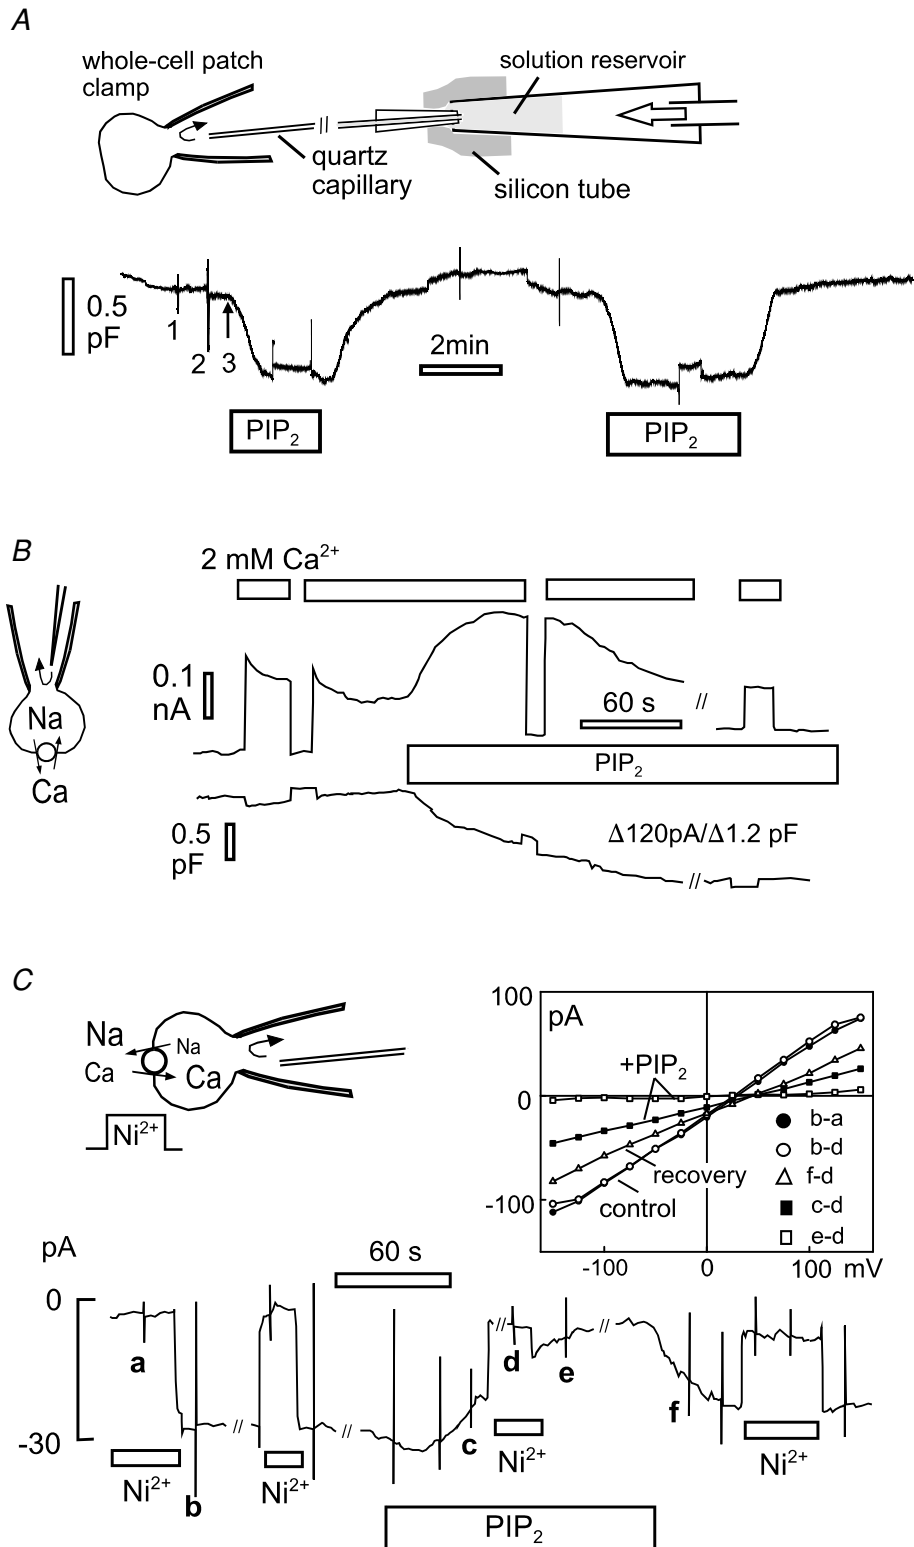 A
whole-cell patch
clamp
solution reservoir
quartz
capillary
silicon tube
0.5
pF
1
2
3
2min
PIP2
PIP2
B
2 mM Ca2+
0.1
nA
60 s
//
Na
Ca
PIP2
0.5
pF
Δ120pA/Δ1.2 pF
//
C
Na
Ca
Na
Ca
Ni2+
100
pA
+PIP2
0
b-a
b-d
f-d
c-d
e-d
recovery
control
-100
-100
0
100
mV
pA
60 s
0
a
d
e
f
c
-30
Ni2+
b
Ni2+
Ni2+
Ni2+
PIP2